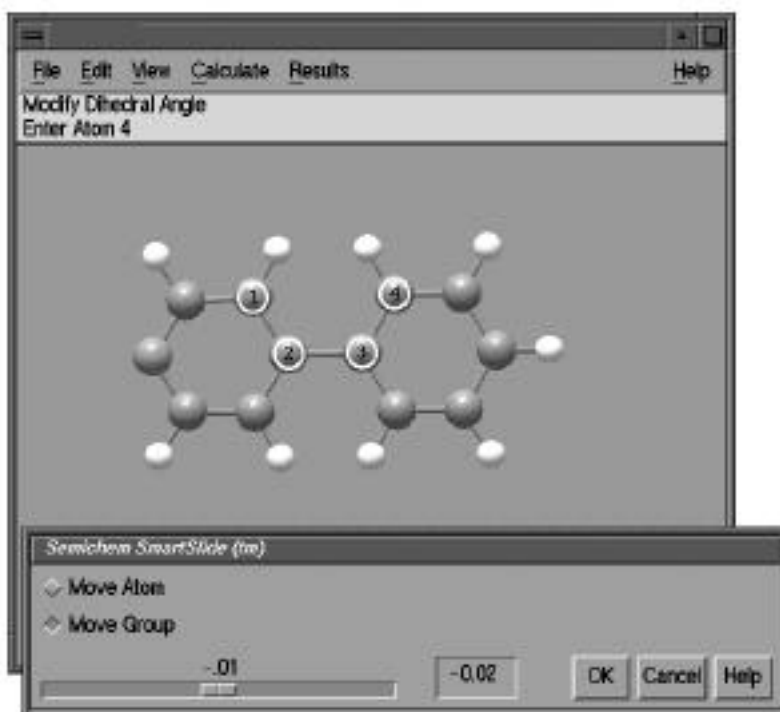 File Edit View Calculate Results Help
Modify Dihedral Angle
Enter Atom 4
1 4
2 3
Semichem SmartSlide (tm)
Move Atom
Move Group
-.01
-0.02 OK Cancel Help